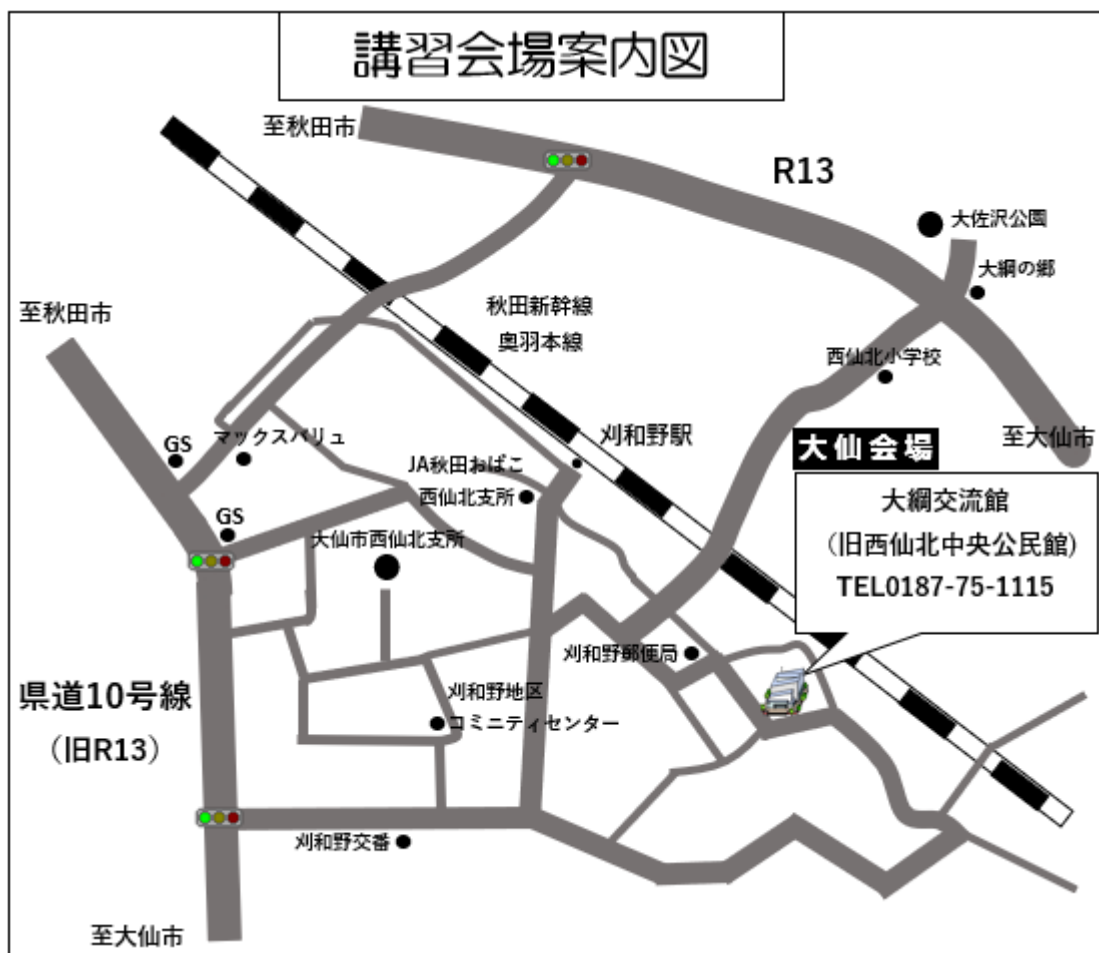 講習会場案内図
至秋田市
R13
大佐沢公園
大綱の郷
至秋田市
秋田新幹線
奥羽本線
西仙北小学校
至大仙市
刈和野駅
大仙会場
GS
マックスバリュ
JA秋田おばこ
西仙北支所
大綱交流館
(旧西仙北中央公民館)
TEL0187-75-1115
GS
大仙市西仙北支所
刈和野郵便局
県道10号線
（旧R13）
刈和野地区
コミニティセンター
刈和野交番
至大仙市